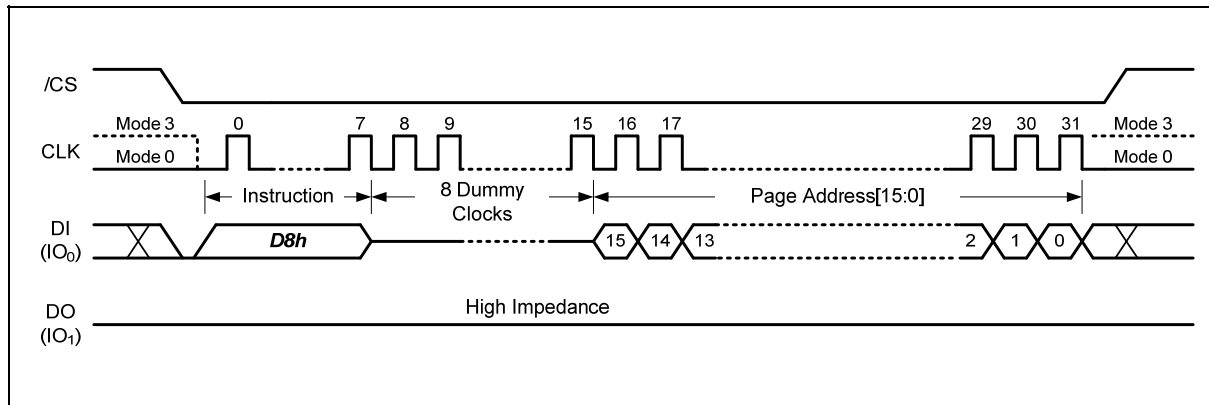 /CS
Mode 3 0 7 8 9 15 16 17 29 30 31 Mode 3
CLK
Mode 0 Mode 0
Instruction 8 Dummy Clocks Page Address[15:0]
DI
(IO₀)
D8h 15 14 13 2 1 0
High Impedance
DO
(IO₁)